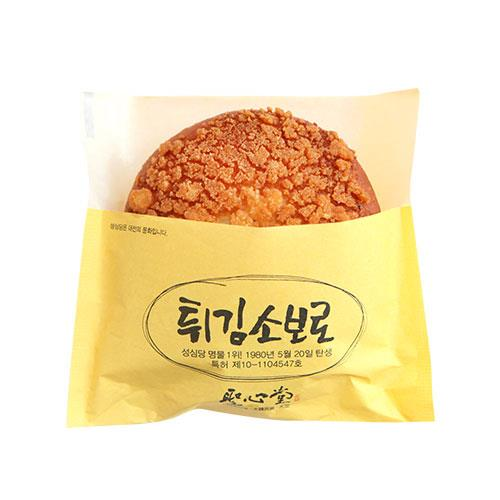 성심당은 대전의 문화입니다.
튀김소보로
성심당 명물 1위! 1980년 5월 20일 탄생
특허 제10-1104547호
聖心堂